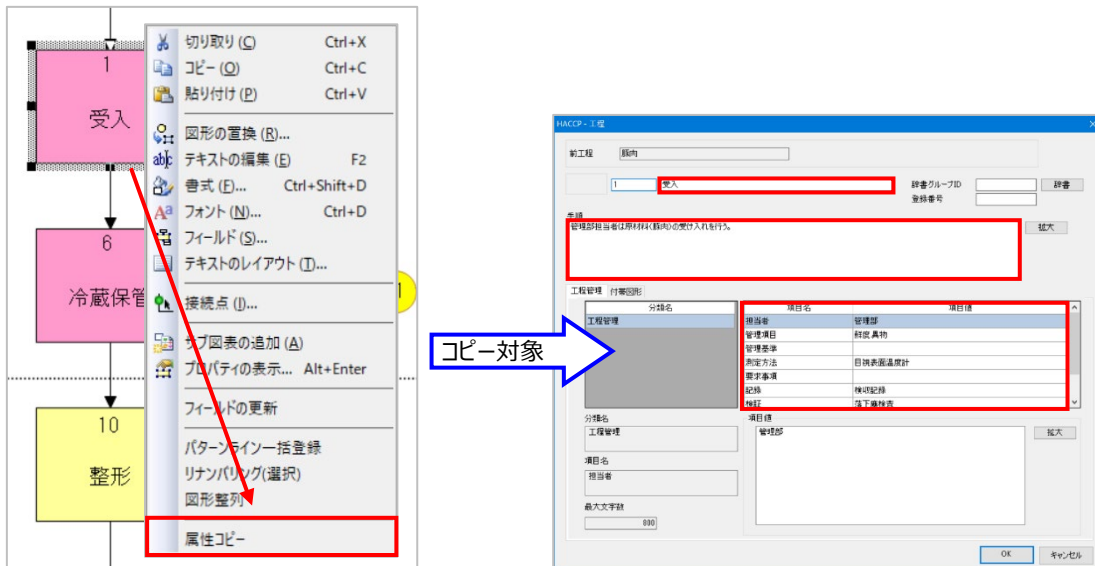 1
受入
6
冷蔵保管
10
整形
切り取り(C) Ctrl+X
コピー(O) Ctrl+C
貼り付け(P) Ctrl+V
図形の置換(R)...
テキストの編集(E) F2
書式(F)... Ctrl+Shift+D
フォント(N)... Ctrl+D
フィールド(S)...
テキストのレイアウト(T)...
接続点(J)...
サブ図表の追加(A)
プロパティの表示... Alt+Enter
フィールドの更新
パターンライン一括登録
リナンバリング(選択)
図形整列
属性コピー
コピー対象
HACCP - 工程
前工程 豚肉
1 受入 辞書グループID 辞書
登録番号
手順
管理部担当者は原材料(豚肉)の受け入れを行う。 拡大
工程管理 付帯図形
分類名 項目名 項目値
工程管理 担当者 管理部
管理項目 鮮度異物
管理基準
測定方法 目視表面温度計
要求事項
記録 検収記録
検証 落下菌検査
分類名 項目値
工程管理 管理部 拡大
項目名
担当者
最大文字数
800
OK キャンセル